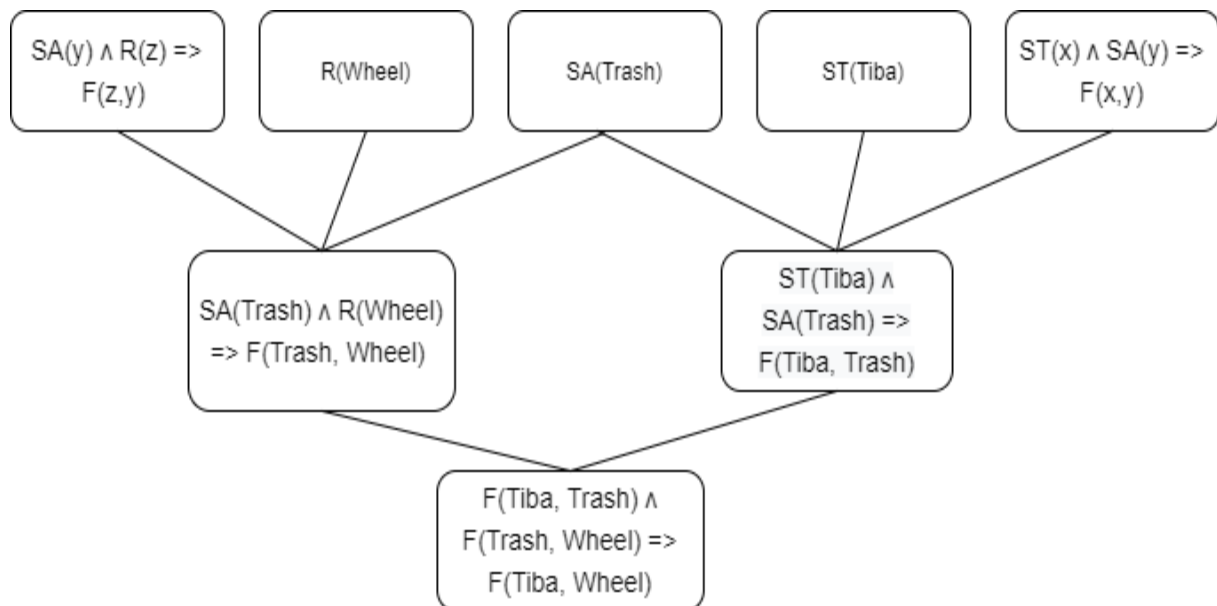 SA(y) ∧ R(z) =>
F(z,y)
R(Wheel)
SA(Trash)
ST(Tiba)
ST(x) ∧ SA(y) =>
F(x,y)
SA(Trash) ∧ R(Wheel)
=> F(Trash, Wheel)
ST(Tiba) ∧
SA(Trash) =>
F(Tiba, Trash)
F(Tiba, Trash) ∧
F(Trash, Wheel) =>
F(Tiba, Wheel)